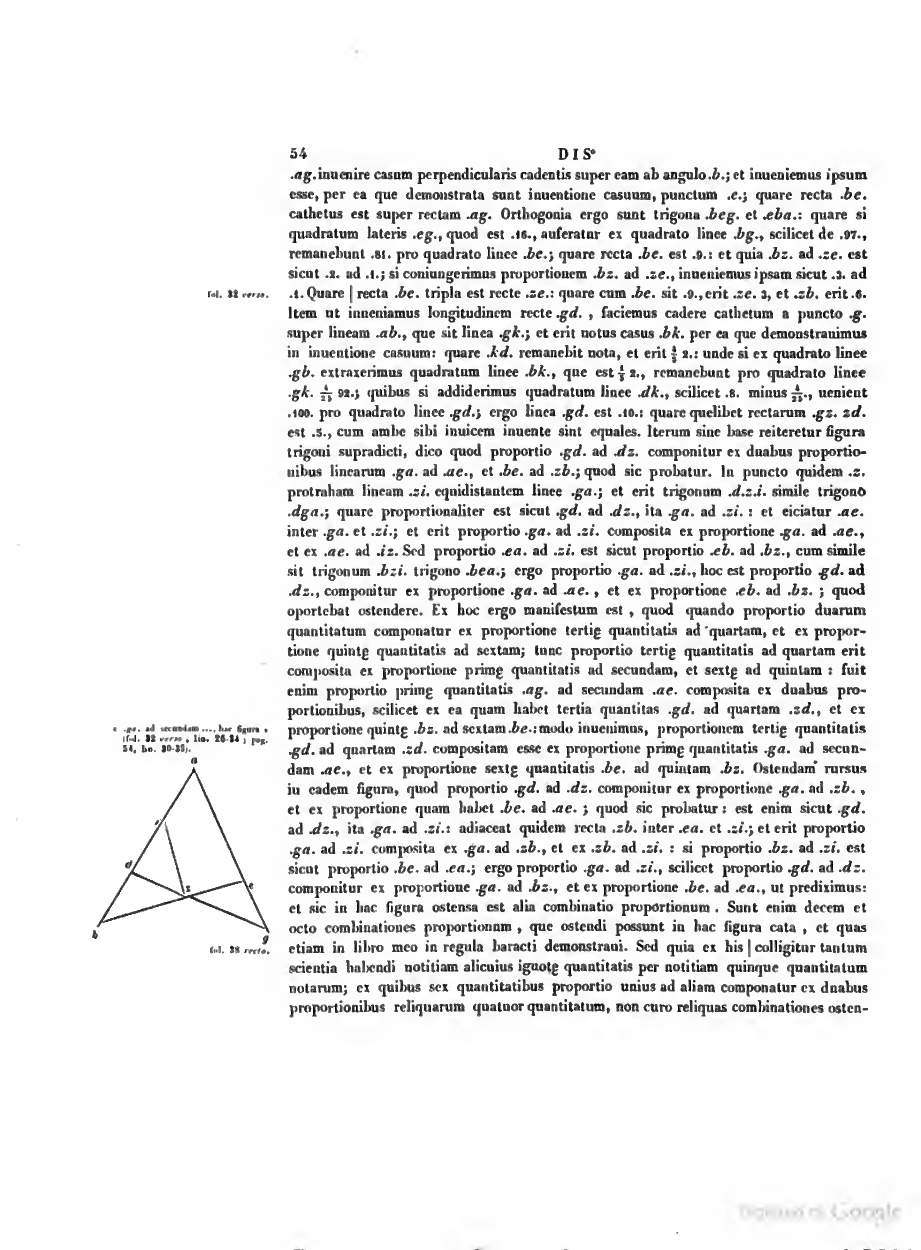 54
DIS
.ag. inuenire casum perpendicularis cadentis super eam ab angulo .b.; et inueniemus ipsum
esse, per ea que demonstrata sunt inuentione casuum, punctum .e.; quare recta .be.
cathetus est super rectam .ag. Orthogonia ergo sunt trigona .beg. et .eba.: quare si
quadratum lateris .eg., quod est .16., auferatur ex quadrato linee .bg., scilicet de .97.,
remanebunt .81. pro quadrato linee .be.; quare recta .be. est .9.: et quia .bz. ad .ze. est
sicut .2. ad .1.; si coniungerimus proportionem .bz. ad .ze., inueniemus ipsam sicut .3. ad
fol. 32 verso.
.1. Quare | recta .be. tripla est recte .ze.: quare cum .be. sit .9., erit .ze. 3, et .zb. erit .6.
Item ut inueniamus longitudinem recte .gd. , faciemus cadere cathetum a puncto .g.
super lineam .ab., que sit linea .gk.; et erit notus casus .bk. per ea que demonstrauimus
in inuentione casuum: quare .kd. remanebit nota, et erit 2.: unde si ex quadrato linee
.gb. extraxerimus quadratum linee .bk., que est 2., remanebunt pro quadrato linee
.gk. 92.; quibus si addiderimus quadratum linee .dk., scilicet .8. minus ., uenient
.100. pro quadrato linee .gd.; ergo linea .gd. est .10.: quare quelibet rectarum .gz. zd.
est .5., cum ambe sibi inuicem inuente sint equales. Iterum sine base reiteretur figura
trigoni supradicti, dico quod proportio .gd. ad .dz. componitur ex duabus proportio-
nibus linearum .ga. ad .ae., et .be. ad .zb.; quod sic probatur. In puncto quidem .z.
protraham lineam .zi. equidistantem linee .ga.; et erit trigonum .d.z.i. simile trigono
.dga.; quare proportionaliter est sicut .gd. ad .dz., ita .ga. ad .zi. : et eiciatur .ae.
inter .ga. et .zi.; et erit proportio .ga. ad .zi. composita ex proportione .ga. ad .ae.,
et ex .ae. ad .iz. Sed proportio .ea. ad .zi. est sicut proportio .eb. ad .bz., cum simile
sit trigonum .bzi. trigono .bea.; ergo proportio .ga. ad .zi., hoc est proportio .gd. ad
.dz., componitur ex proportione .ga. ad .ae. , et ex proportione .eb. ad .bz. ; quod
oportebat ostendere. Ex hoc ergo manifestum est , quod quando proportio duarum
quantitatum componatur ex proportione tertię quantitatis ad quartam, et ex propor-
tione quintę quantitatis ad sextam; tunc proportio tertię quantitatis ad quartam erit
composita ex proportione primę quantitatis ad secundam, et sextę ad quintam : fuit
enim proportio primę quantitatis .ag. ad secundam .ae. composita ex duabus pro-
portionibus, scilicet ex ea quam habet tertia quantitas .gd. ad quartam .zd., et ex
proportione quintę .bz. ad sextam .be.: modo inuenimus, proportionem tertię quantitatis
.gd. ad quartam .zd. compositam esse ex proportione primę quantitatis .ga. ad secun-
dam .ae., et ex proportione sextę quantitatis .be. ad quintam .bz. Ostendam rursus
in eadem figura, quod proportio .gd. ad .dz. componitur ex proportione .ga. ad .zb. ,
et ex proportione quam habet .be. ad .ae. ; quod sic probatur : est enim sicut .gd.
ad .dz., ita .ga. ad .zi.: adiaceat quidem recta .zb. inter .ea. et .zi.; et erit proportio
.ga. ad .zi. composita ex .ga. ad .zb., et ex .zb. ad .zi. : si proportio .bz. ad .zi. est
sicut proportio .be. ad .ea.; ergo proportio .ga. ad .zi., scilicet proportio .gd. ad .dz.
componitur ex proportione .ga. ad .bz., et ex proportione .be. ad .ea., ut prediximus:
et sic in hac figura ostensa est alia combinatio proportionum . Sunt enim decem et
octo combinationes proportionum , que ostendi possunt in hac figura cata , et quas
etiam in libro meo in regula baracti demonstraui. Sed quia ex his | colligitur tantum
scientia habendi notitiam alicuius ignotę quantitatis per notitiam quinque quantitatum
notarum; ex quibus sex quantitatibus proportio unius ad aliam componatur ex duabus
proportionibus reliquarum quatuor quantitatum, non curo reliquas combinationes osten-
« .ga. ad secundam ..., hac figura »
(fol. 32 verso , lin. 26-34 ; pag.
54, lin. 30-35).
a
d
z
e
b
g
fol. 33 recto.
Digitized by Google